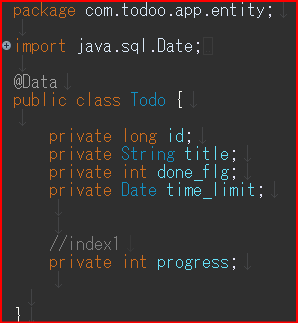 package com.todoo.app.entity;
import java.sql.Date;
@Data
public class Todo {
private long id;
private String title;
private int done_flg;
private Date time_limit;
//index1
private int progress;
}